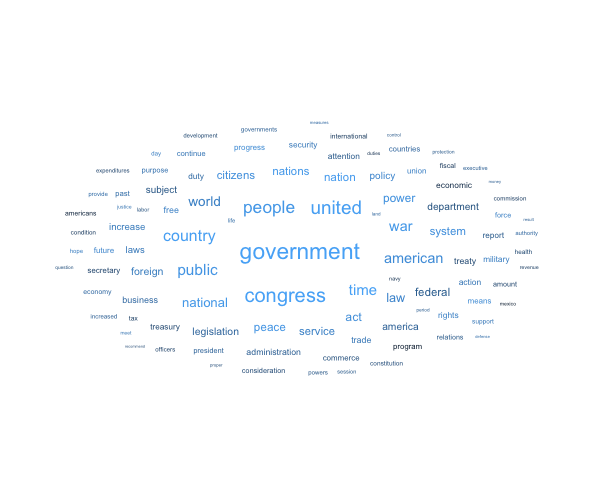 measures
development governments international control
day continue progress security attention duties countries protection
expenditures purpose duty citizens nations nation policy union fiscal executive
provide past subject world power economic money
americans justice labor free people united land department commission
condition increase life country war system report force result authority
hope future laws government american treaty military health
question secretary foreign public navy action amount revenue
economy business national congress time law federal means mexico
increased tax treasury legislation peace service act america period rights support
meet officers president administration trade program relations defense
recommend commerce
proper consideration powers session constitution